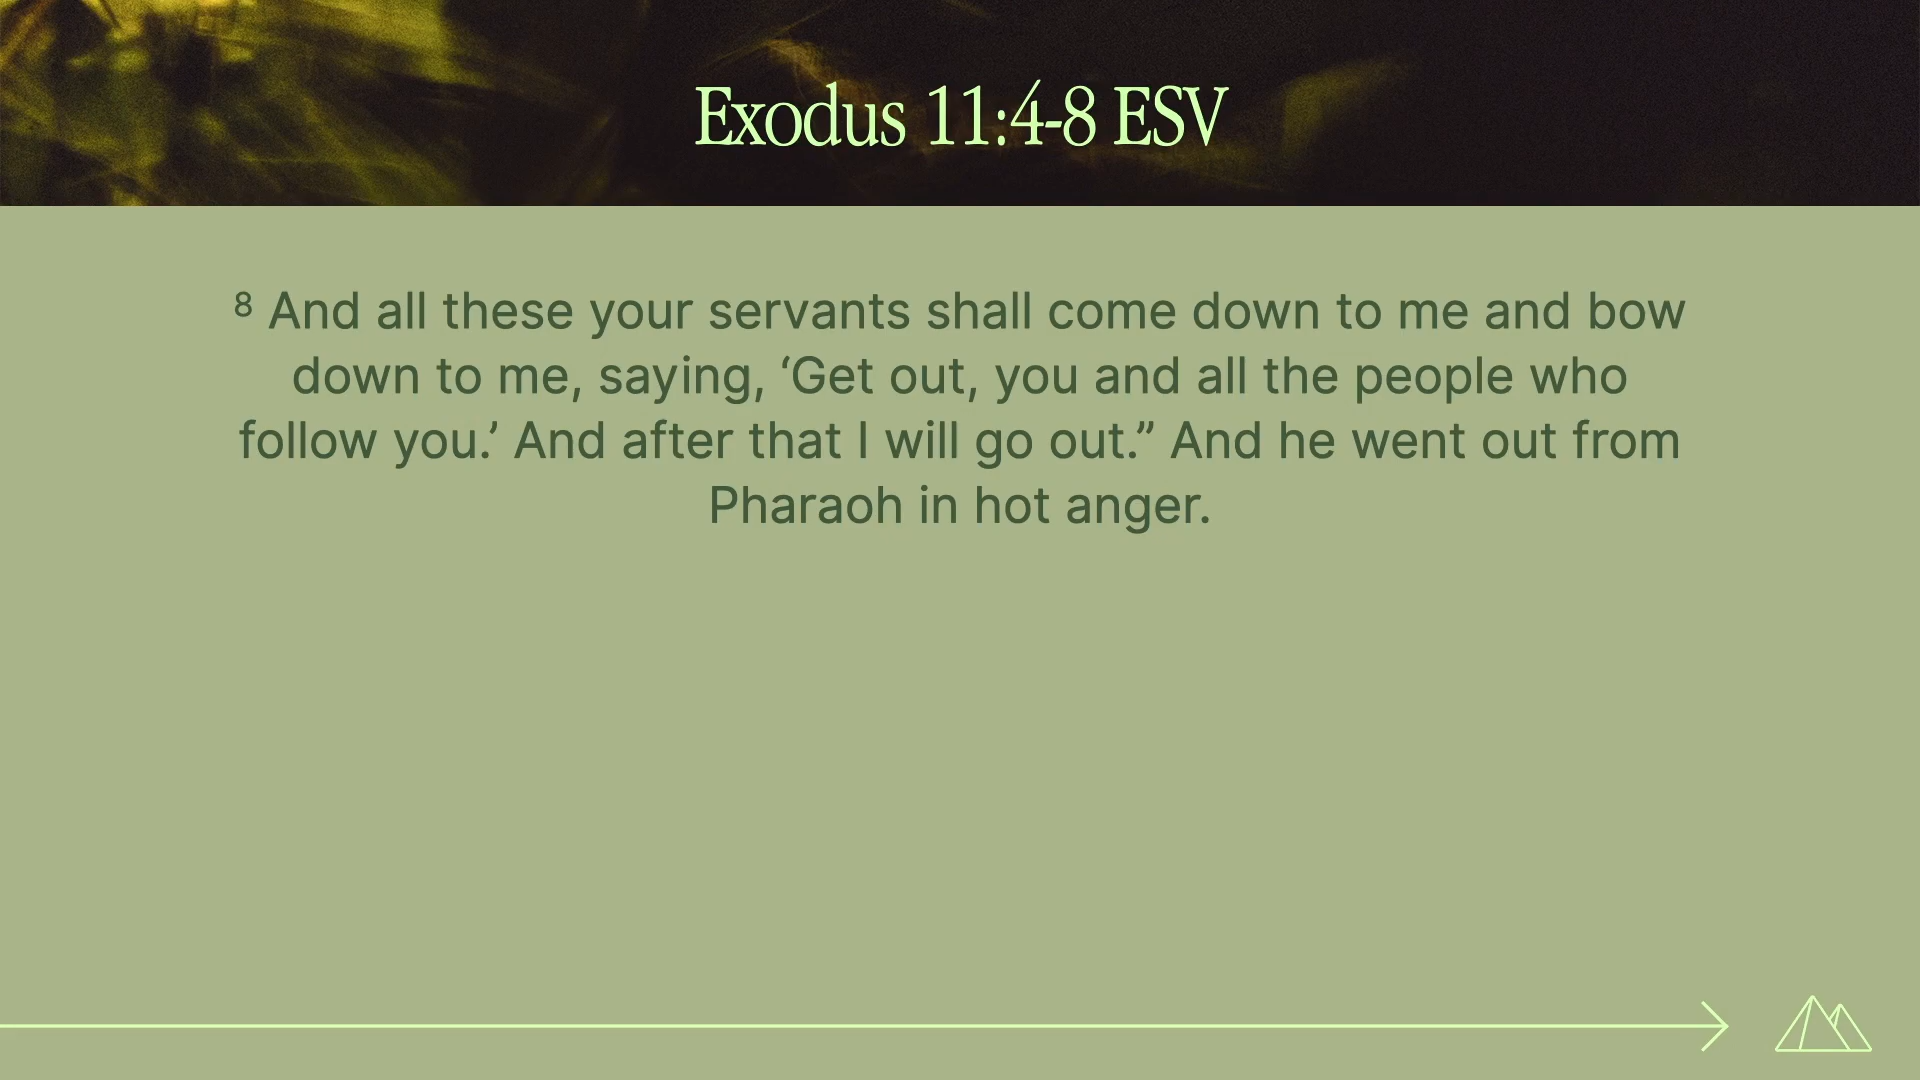 Exodus 11:4-8 ESV
⁸ And all these your servants shall come down to me and bow
down to me, saying, ‘Get out, you and all the people who
follow you.’ And after that I will go out.” And he went out from
Pharaoh in hot anger.